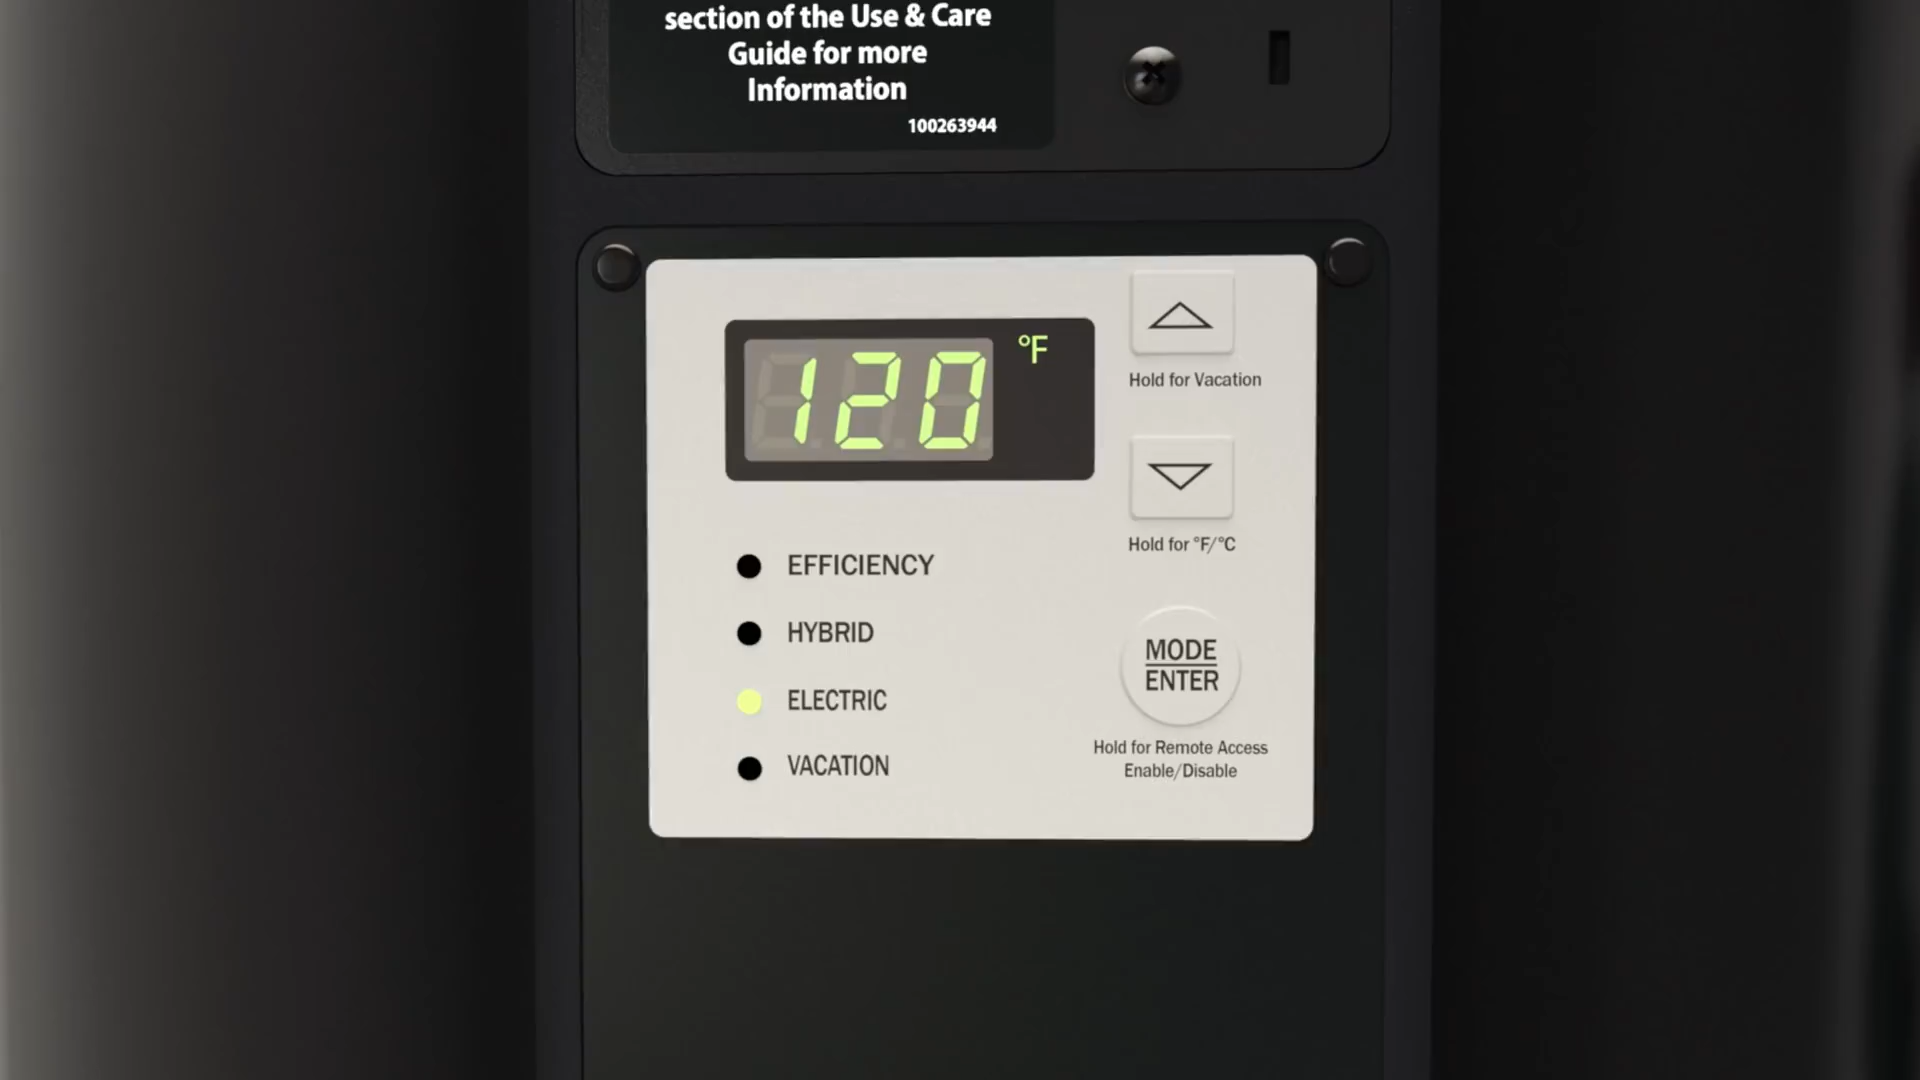 section of the Use & Care
Guide for more
Information
100263944
120 °F
Hold for Vacation
Hold for °F/°C
EFFICIENCY
HYBRID
ELECTRIC
VACATION
MODE
ENTER
Hold for Remote Access
Enable/Disable